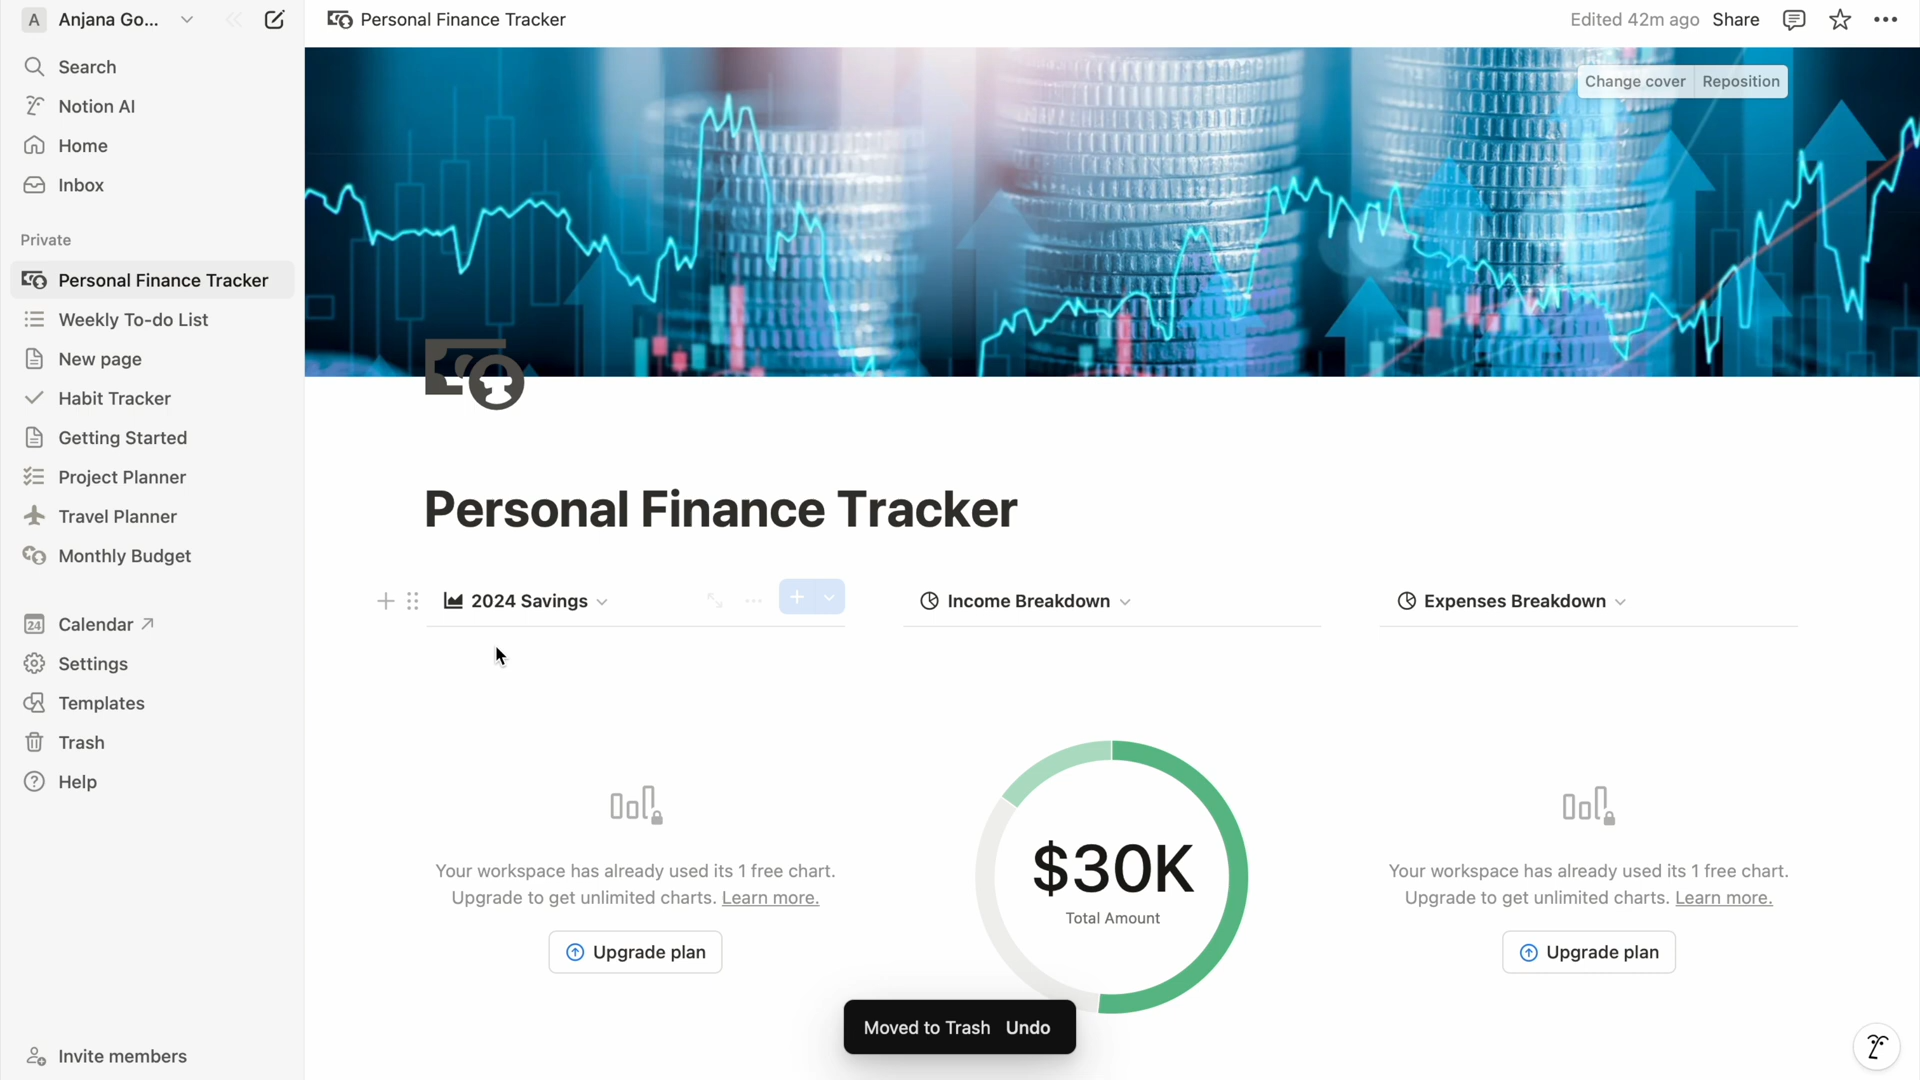 A Anjana Go...
Personal Finance Tracker
Edited 42m ago Share
Search
Notion AI
Home
Inbox
Private
Personal Finance Tracker
Weekly To-do List
New page
Habit Tracker
Getting Started
Project Planner
Travel Planner
Monthly Budget
24 Calendar ↗
Settings
Templates
Trash
Help
Invite members
Change cover Reposition
Personal Finance Tracker
2024 Savings
Your workspace has already used its 1 free chart.
Upgrade to get unlimited charts. Learn more.
Upgrade plan
Income Breakdown
$30K
Total Amount
Expenses Breakdown
Your workspace has already used its 1 free chart.
Upgrade to get unlimited charts. Learn more.
Upgrade plan
Moved to Trash Undo